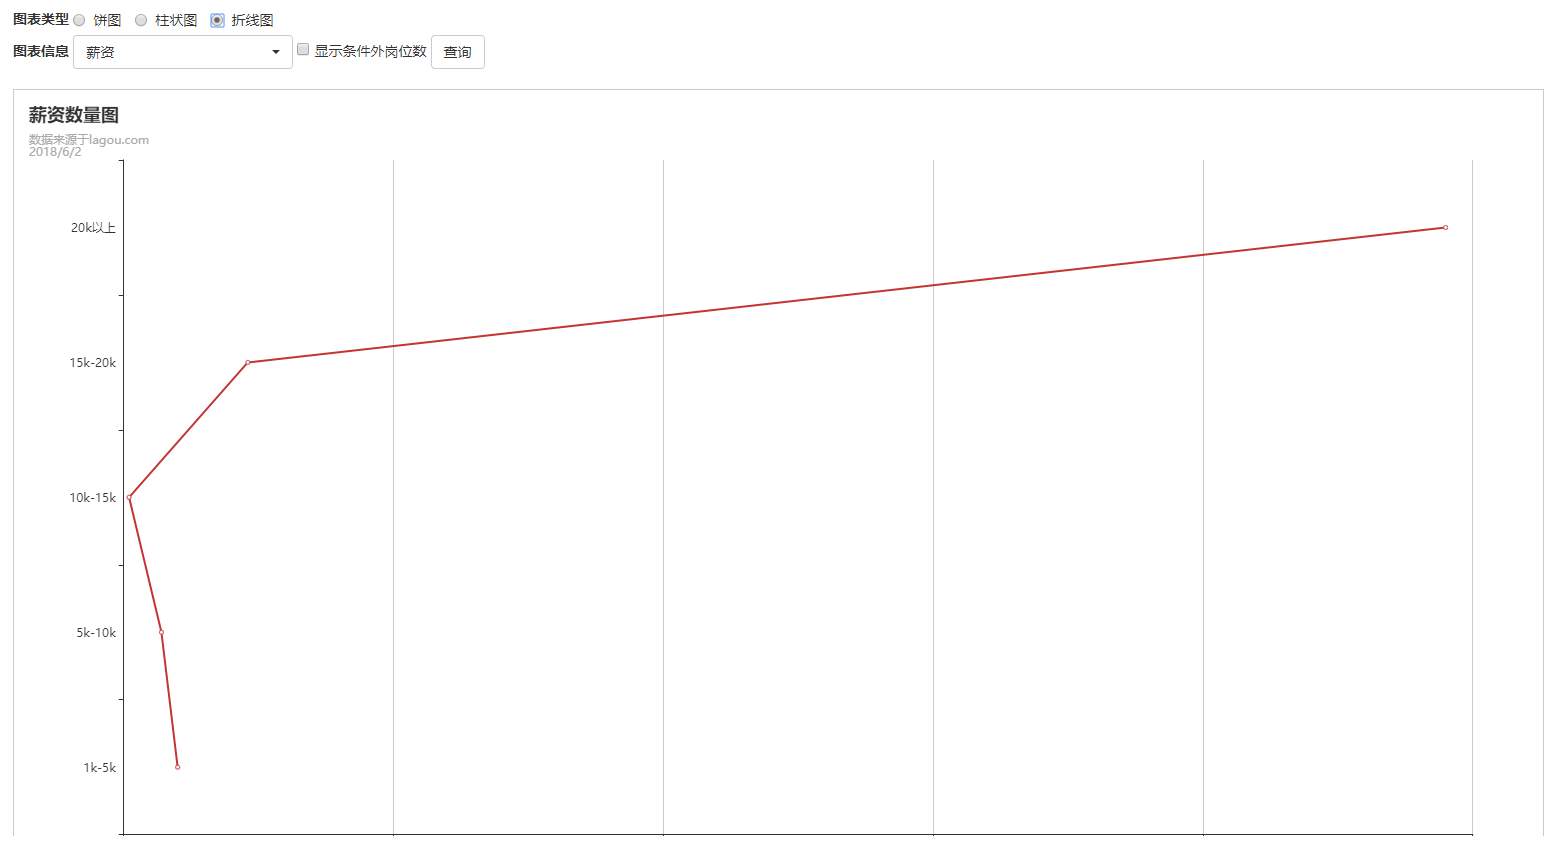 图表类型 饼图 柱状图 折线图
图表信息 薪资 显示条件外岗位数 查询
薪资数量图
数据来源于lagou.com
2018/6/2
20k以上
15k-20k
10k-15k
5k-10k
1k-5k